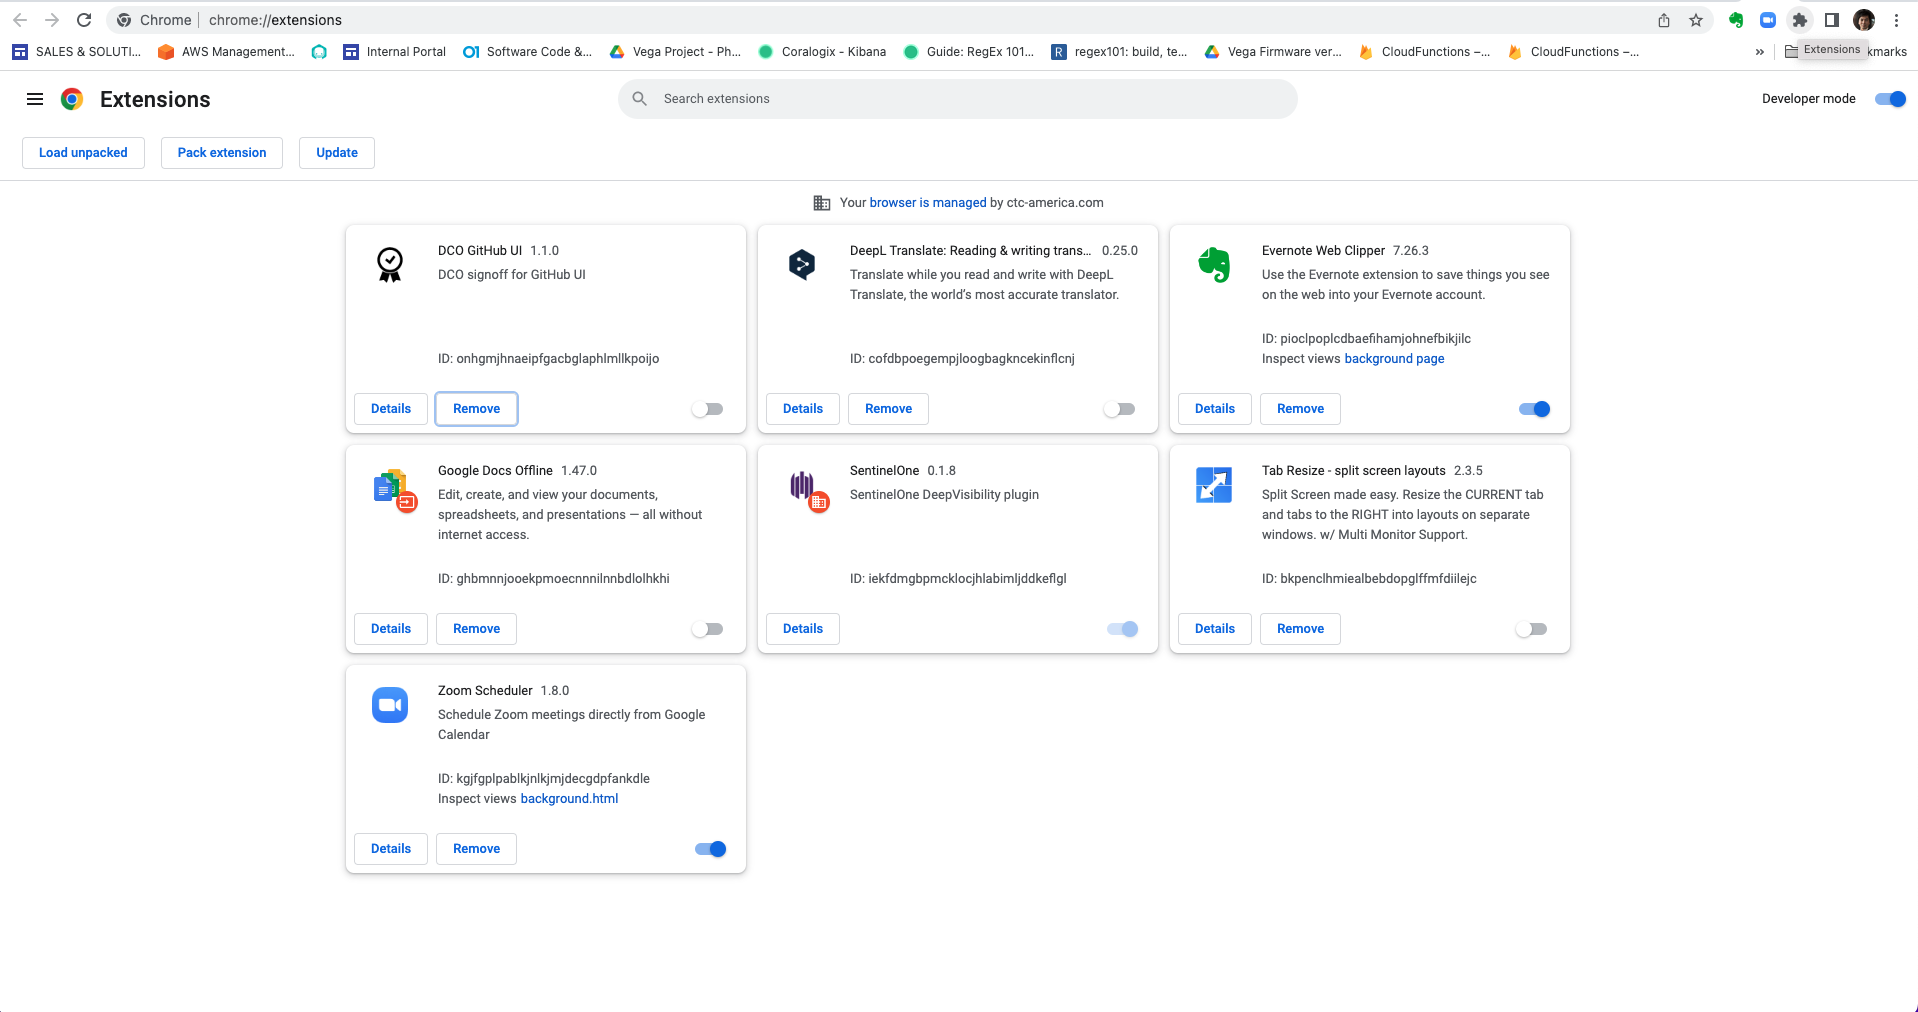 Chrome | chrome://extensions
SALES & SOLUTI...
AWS Management...
Internal Portal
Software Code &...
Vega Project - Ph...
Coralogix - Kibana
Guide: RegEx 101...
R
regex101: build, te...
Vega Firmware ver...
CloudFunctions –...
CloudFunctions –...
»
Extensions
kmarks
Extensions
Search extensions
Developer mode
Load unpacked
Pack extension
Update
Your browser is managed by ctc-america.com
DCO GitHub UI 1.1.0
DCO signoff for GitHub UI
ID: onhgmjhnaeipfgacbglaphlmllkpoijo
Details
Remove
DeepL Translate: Reading & writing trans... 0.25.0
Translate while you read and write with DeepL
Translate, the world’s most accurate translator.
ID: cofdbpoegempjloogbagkncekinflcnj
Details
Remove
Evernote Web Clipper 7.26.3
Use the Evernote extension to save things you see
on the web into your Evernote account.
ID: pioclpoplcdbaefihamjohnefbikjilc
Inspect views background page
Details
Remove
Google Docs Offline 1.47.0
Edit, create, and view your documents,
spreadsheets, and presentations — all without
internet access.
ID: ghbmnnjooekpmoecnnnilnnbdlolhkhi
Details
Remove
SentinelOne 0.1.8
SentinelOne DeepVisibility plugin
ID: iekfdmgbpmcklocjhlabimljddkeflgl
Details
Tab Resize - split screen layouts 2.3.5
Split Screen made easy. Resize the CURRENT tab
and tabs to the RIGHT into layouts on separate
windows. w/ Multi Monitor Support.
ID: bkpenclhmiealbebdopglffmfdiilejc
Details
Remove
Zoom Scheduler 1.8.0
Schedule Zoom meetings directly from Google
Calendar
ID: kgjfgplpablkjnlkjmjdecgdpfankdle
Inspect views background.html
Details
Remove